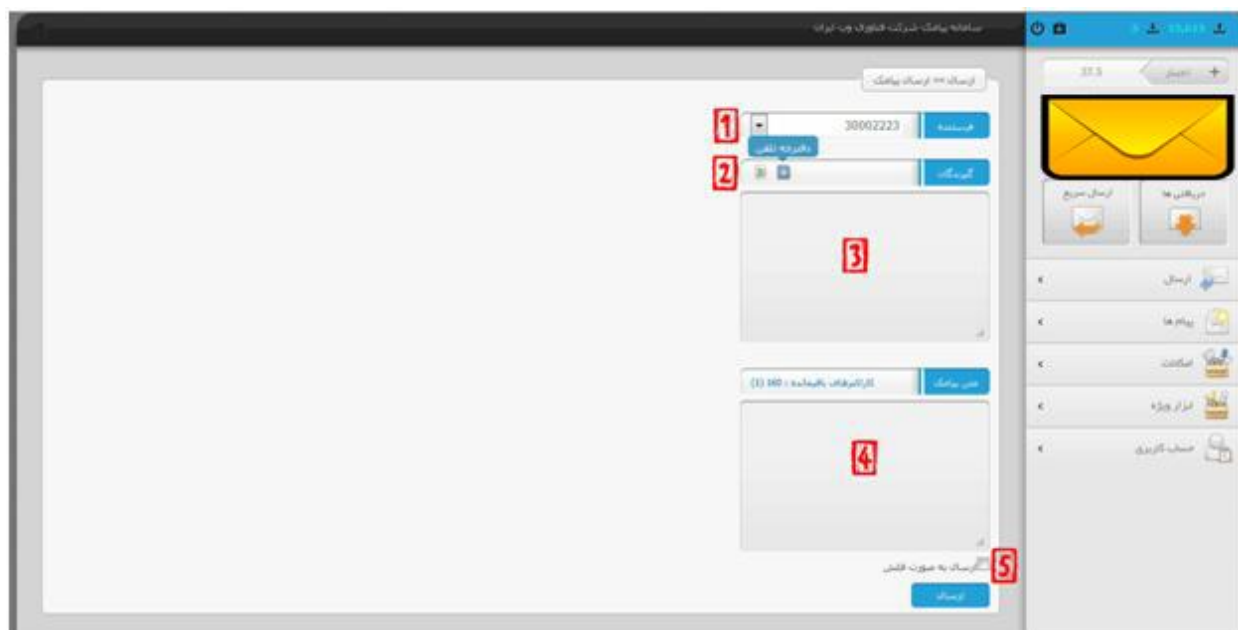 سامانه پیامک شرکت فناوری وب ایران
ارسال >> ارسال پیامک
اعتبار
37.5
1
فرستنده
30002223
دفترچه تلفن
2
گیرندگان
3
دریافتی ها
ارسال سریع
ارسال
پیام ها
امکانات
ابزار ویژه
حساب کاربری
متن پیامک
کاراکترهای باقیمانده : 160 (1)
4
5
ارسال به صورت فلش
ارسال